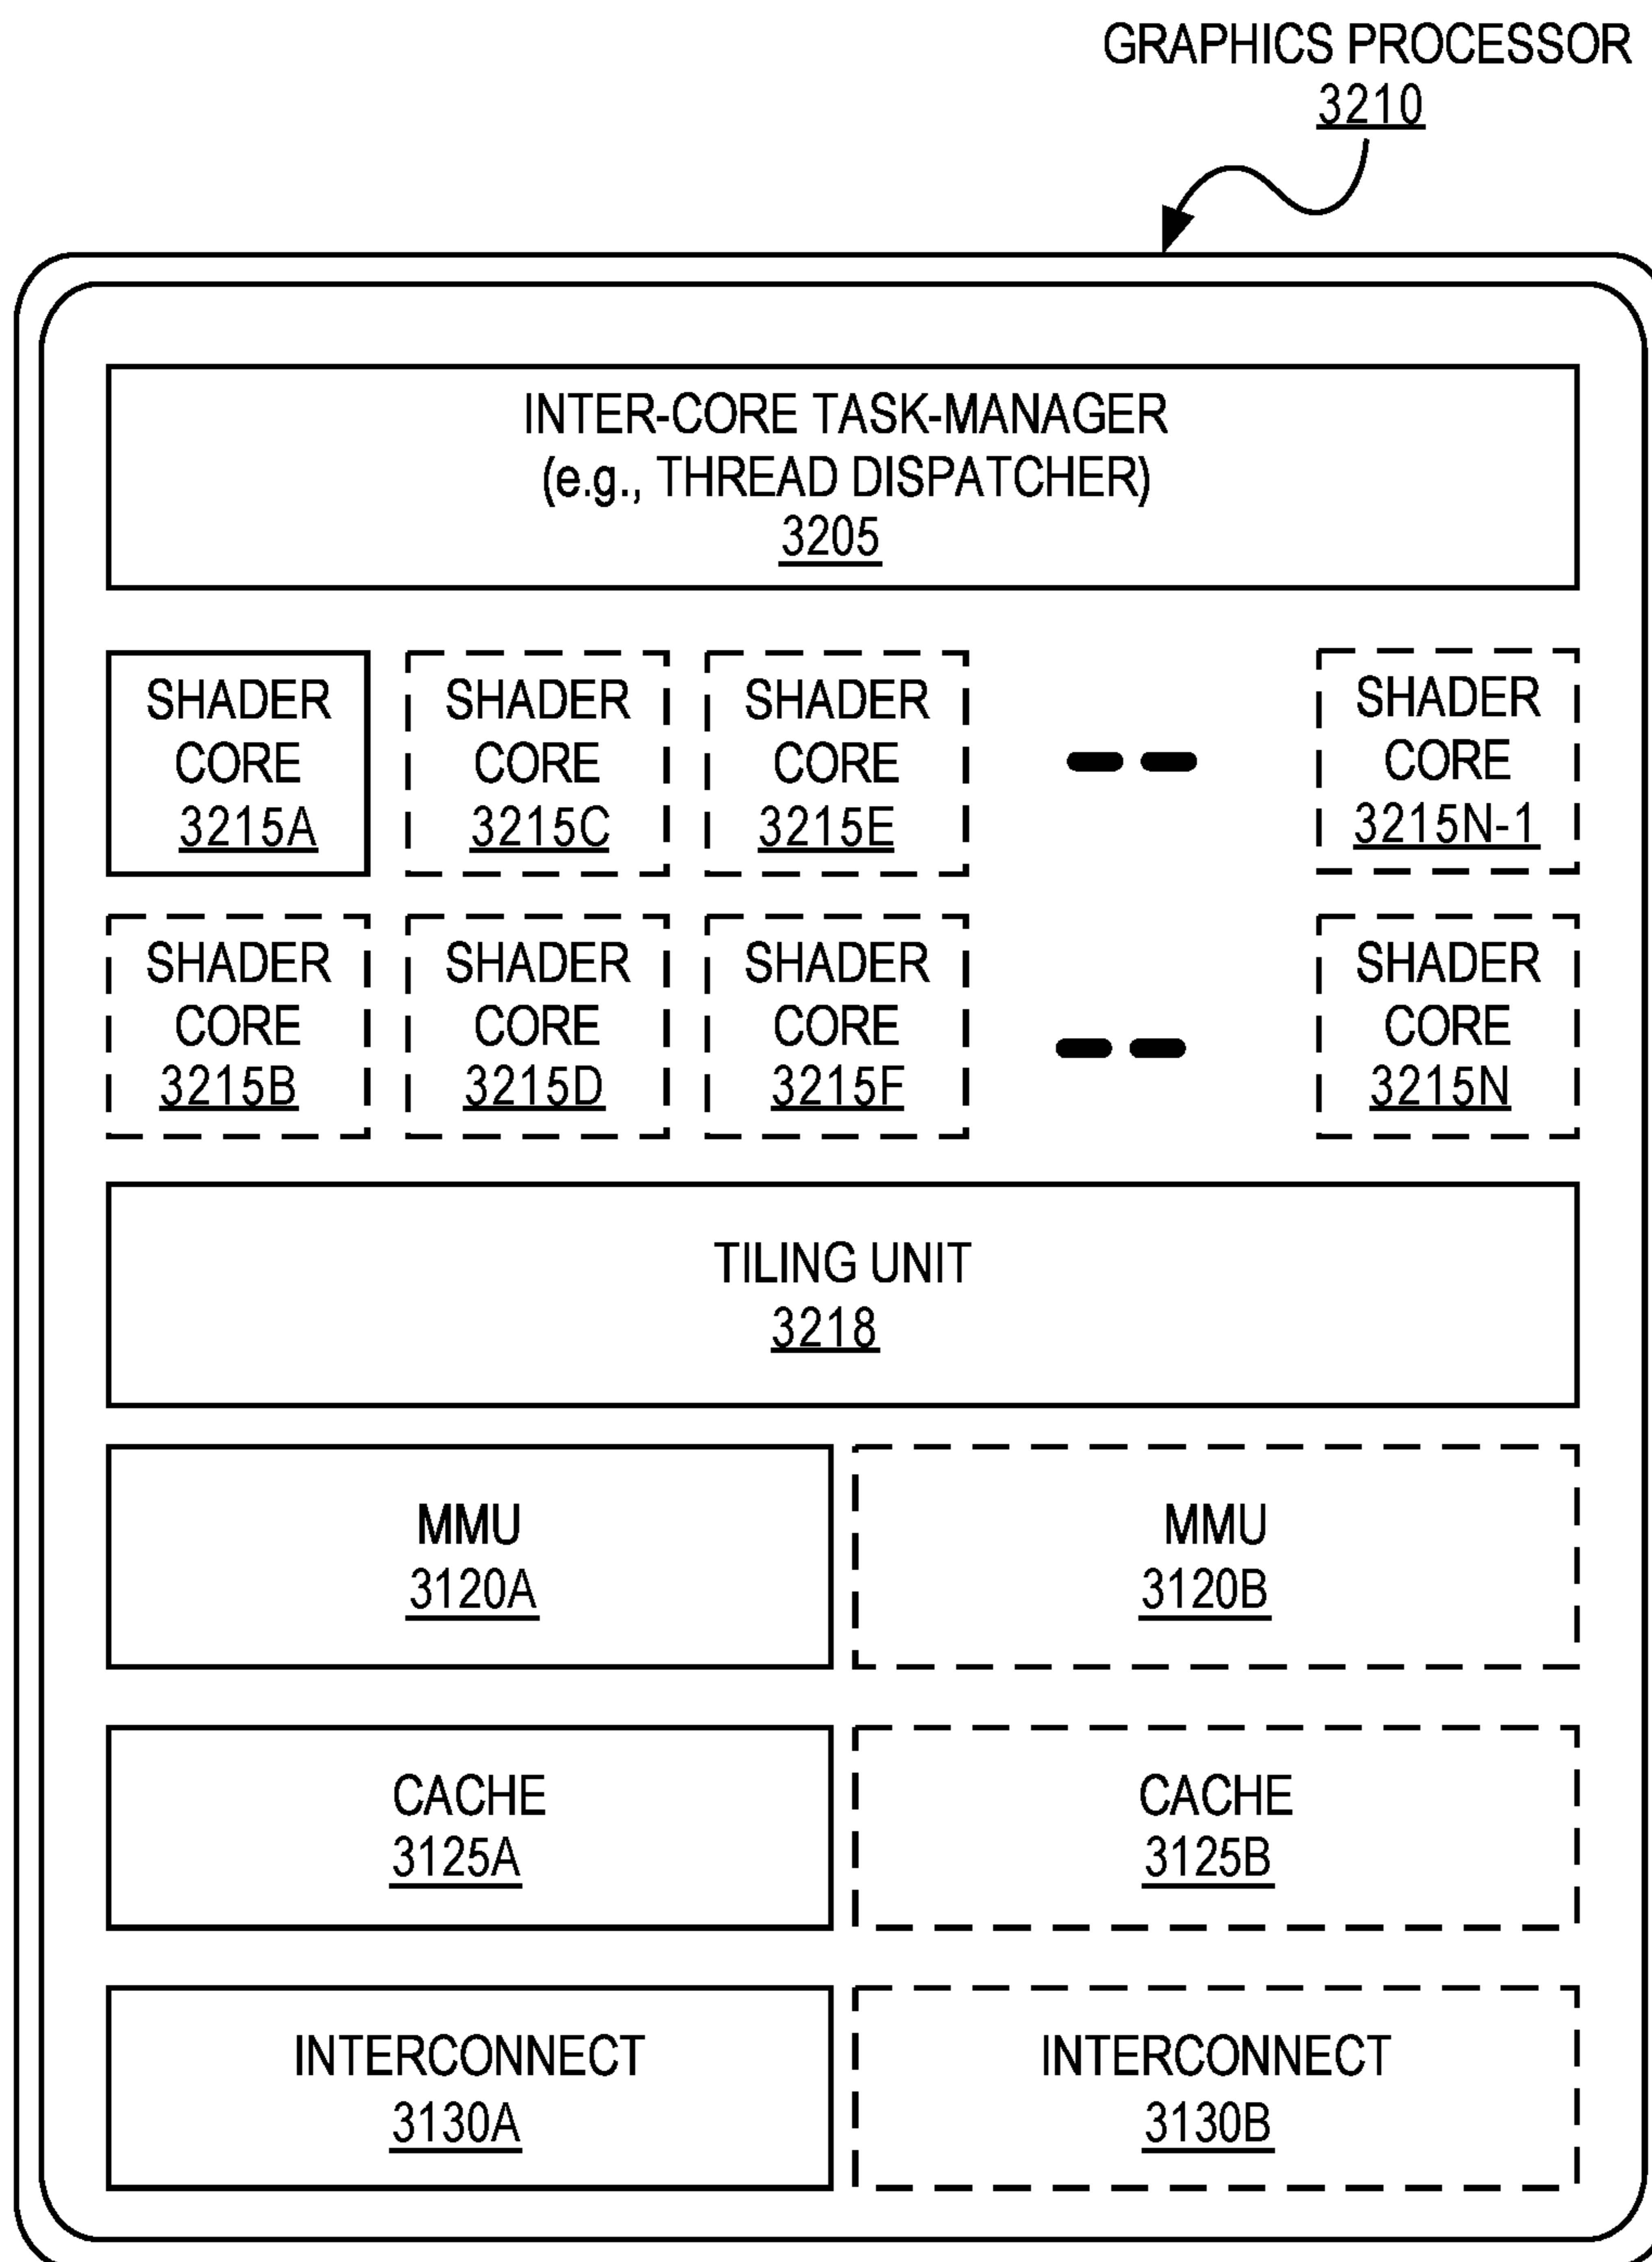 GRAPHICS PROCESSOR
3210
INTER-CORE TASK-MANAGER
(e.g., THREAD DISPATCHER)
3205
SHADER
CORE
3215A
SHADER
CORE
3215C
SHADER
CORE
3215E
SHADER
CORE
3215N-1
SHADER
CORE
3215B
SHADER
CORE
3215D
SHADER
CORE
3215F
SHADER
CORE
3215N
TILING UNIT
3218
MMU
3120A
MMU
3120B
CACHE
3125A
CACHE
3125B
INTERCONNECT
3130A
INTERCONNECT
3130B